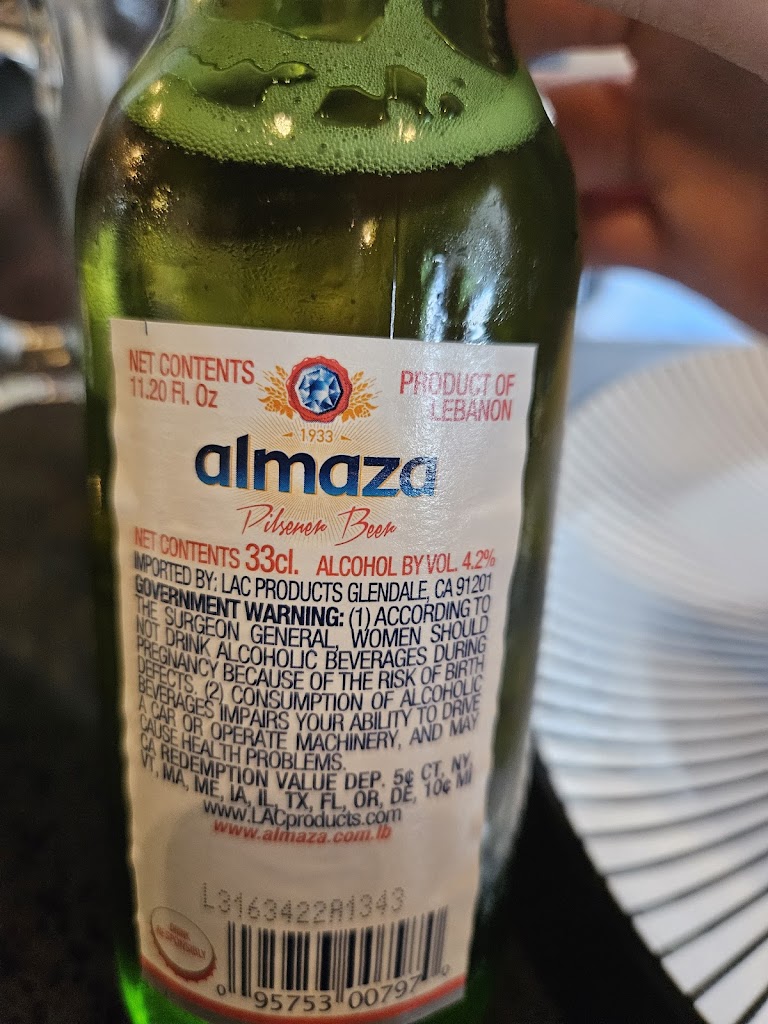 NET CONTENTS
11.20 Fl. Oz
PRODUCT OF
LEBANON
1933
almaza
Pilsener Beer
NET CONTENTS 33cl. ALCOHOL BY VOL. 4.2%
IMPORTED BY: LAC PRODUCTS GLENDALE, CA 91201
GOVERNMENT WARNING: (1) ACCORDING TO
THE SURGEON GENERAL, WOMEN SHOULD
NOT DRINK ALCOHOLIC BEVERAGES DURING
PREGNANCY BECAUSE OF THE RISK OF BIRTH
DEFECTS. (2) CONSUMPTION OF ALCOHOLIC
BEVERAGES IMPAIRS YOUR ABILITY TO DRIVE
A CAR OR OPERATE MACHINERY, AND MAY
CAUSE HEALTH PROBLEMS.
CA REDEMPTION VALUE DEP. 5¢ CT, NY,
VT, MA, ME, IA, IL, TX, FL, OR, DE, 10¢ MI
www.LACproducts.com
www.almaza.com.lb
L3163422A1343
DRINK
RESPONSIBLY
0 95753 00797 0